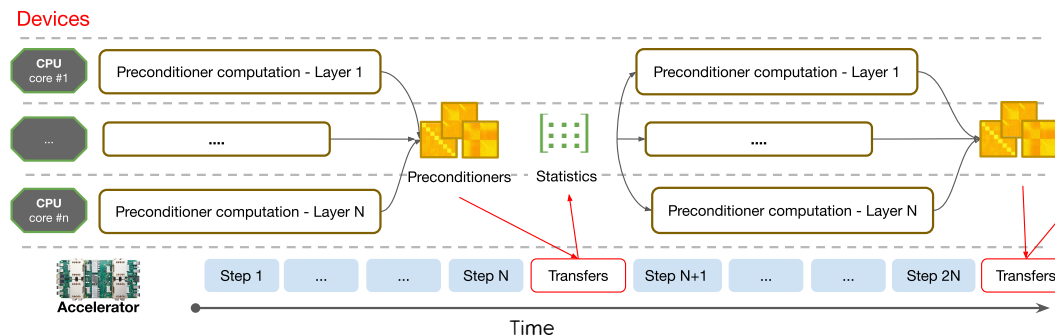 Devices
CPU
core #1
Preconditioner computation - Layer 1
Preconditioner computation - Layer 1
...
....
....
Preconditioners
Statistics
CPU
core #n
Preconditioner computation - Layer N
Preconditioner computation - Layer N
Accelerator
Step 1
...
...
Step N
Transfers
Step N+1
...
...
Step 2N
Transfers
Time